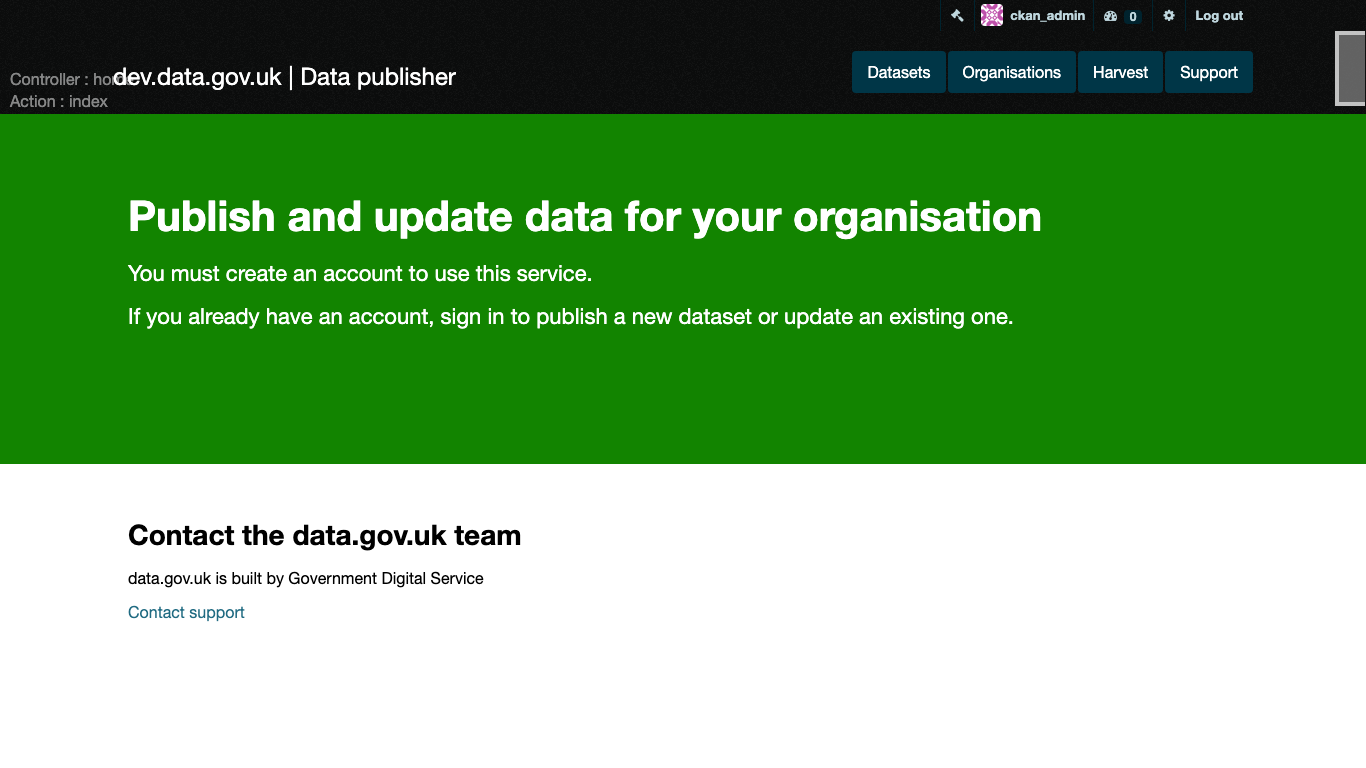 ckan_admin 0 Log out
dev.data.gov.uk | Data publisher
Datasets Organisations Harvest Support
Controller : home
Action : index
Publish and update data for your organisation
You must create an account to use this service.
If you already have an account, sign in to publish a new dataset or update an existing one.
Contact the data.gov.uk team
data.gov.uk is built by Government Digital Service
Contact support